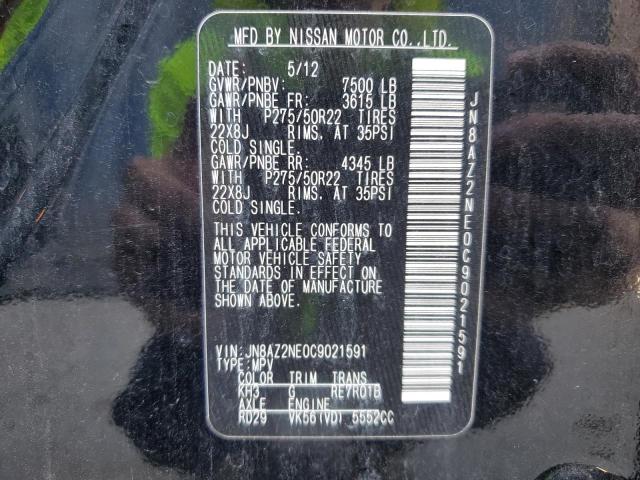 MFD BY NISSAN MOTOR CO.,LTD.
DATE: 5/12
GVWR/PNBV: 7500 LB
GAWR/PNBE FR: 3615 LB
WITH P275/50R22 TIRES
22X8J RIMS, AT 35PSI
COLD SINGLE.
GAWR/PNBE RR: 4345 LB
WITH P275/50R22 TIRES
22X8J RIMS, AT 35PSI
COLD SINGLE.
THIS VEHICLE CONFORMS TO
ALL APPLICABLE FEDERAL
MOTOR VEHICLE SAFETY
STANDARDS IN EFFECT ON
THE DATE OF MANUFACTURE
SHOWN ABOVE.
VIN:JN8AZ2NE0C9021591
TYPE:MPV
COLOR TRIM TRANS
KH3 G RE7R01B
AXLE ENGINE
RD29 VK56(VD) 5552CC
JN8AZ2NE0C9021591